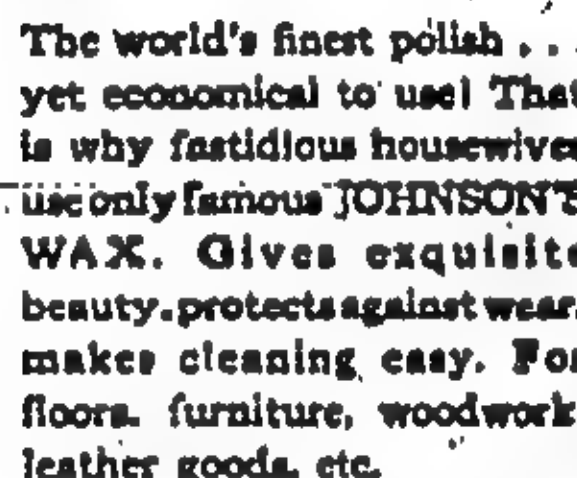 The world's finest polish . . .
yet economical to use! That
is why fastidious housewives
use only famous JOHNSON'S
WAX. Gives exquisite
beauty. protects against wear.
makes cleaning easy. For
floors. furniture, woodwork
leather goods, etc.